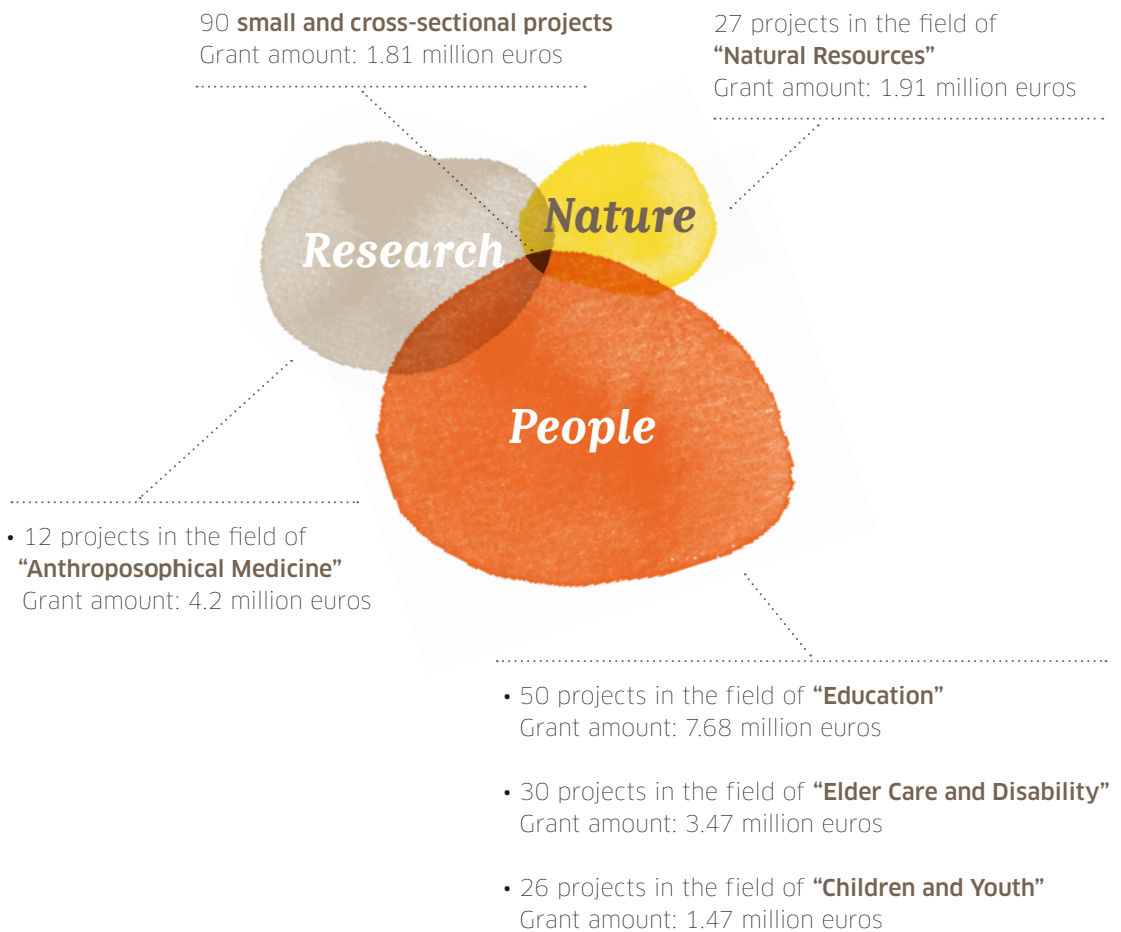 90 small and cross-sectional projects
Grant amount: 1.81 million euros
27 projects in the field of
“Natural Resources”
Grant amount: 1.91 million euros
Nature
Research
People
• 12 projects in the field of
“Anthroposophical Medicine”
Grant amount: 4.2 million euros
• 50 projects in the field of “Education”
Grant amount: 7.68 million euros
• 30 projects in the field of “Elder Care and Disability”
Grant amount: 3.47 million euros
• 26 projects in the field of “Children and Youth”
Grant amount: 1.47 million euros